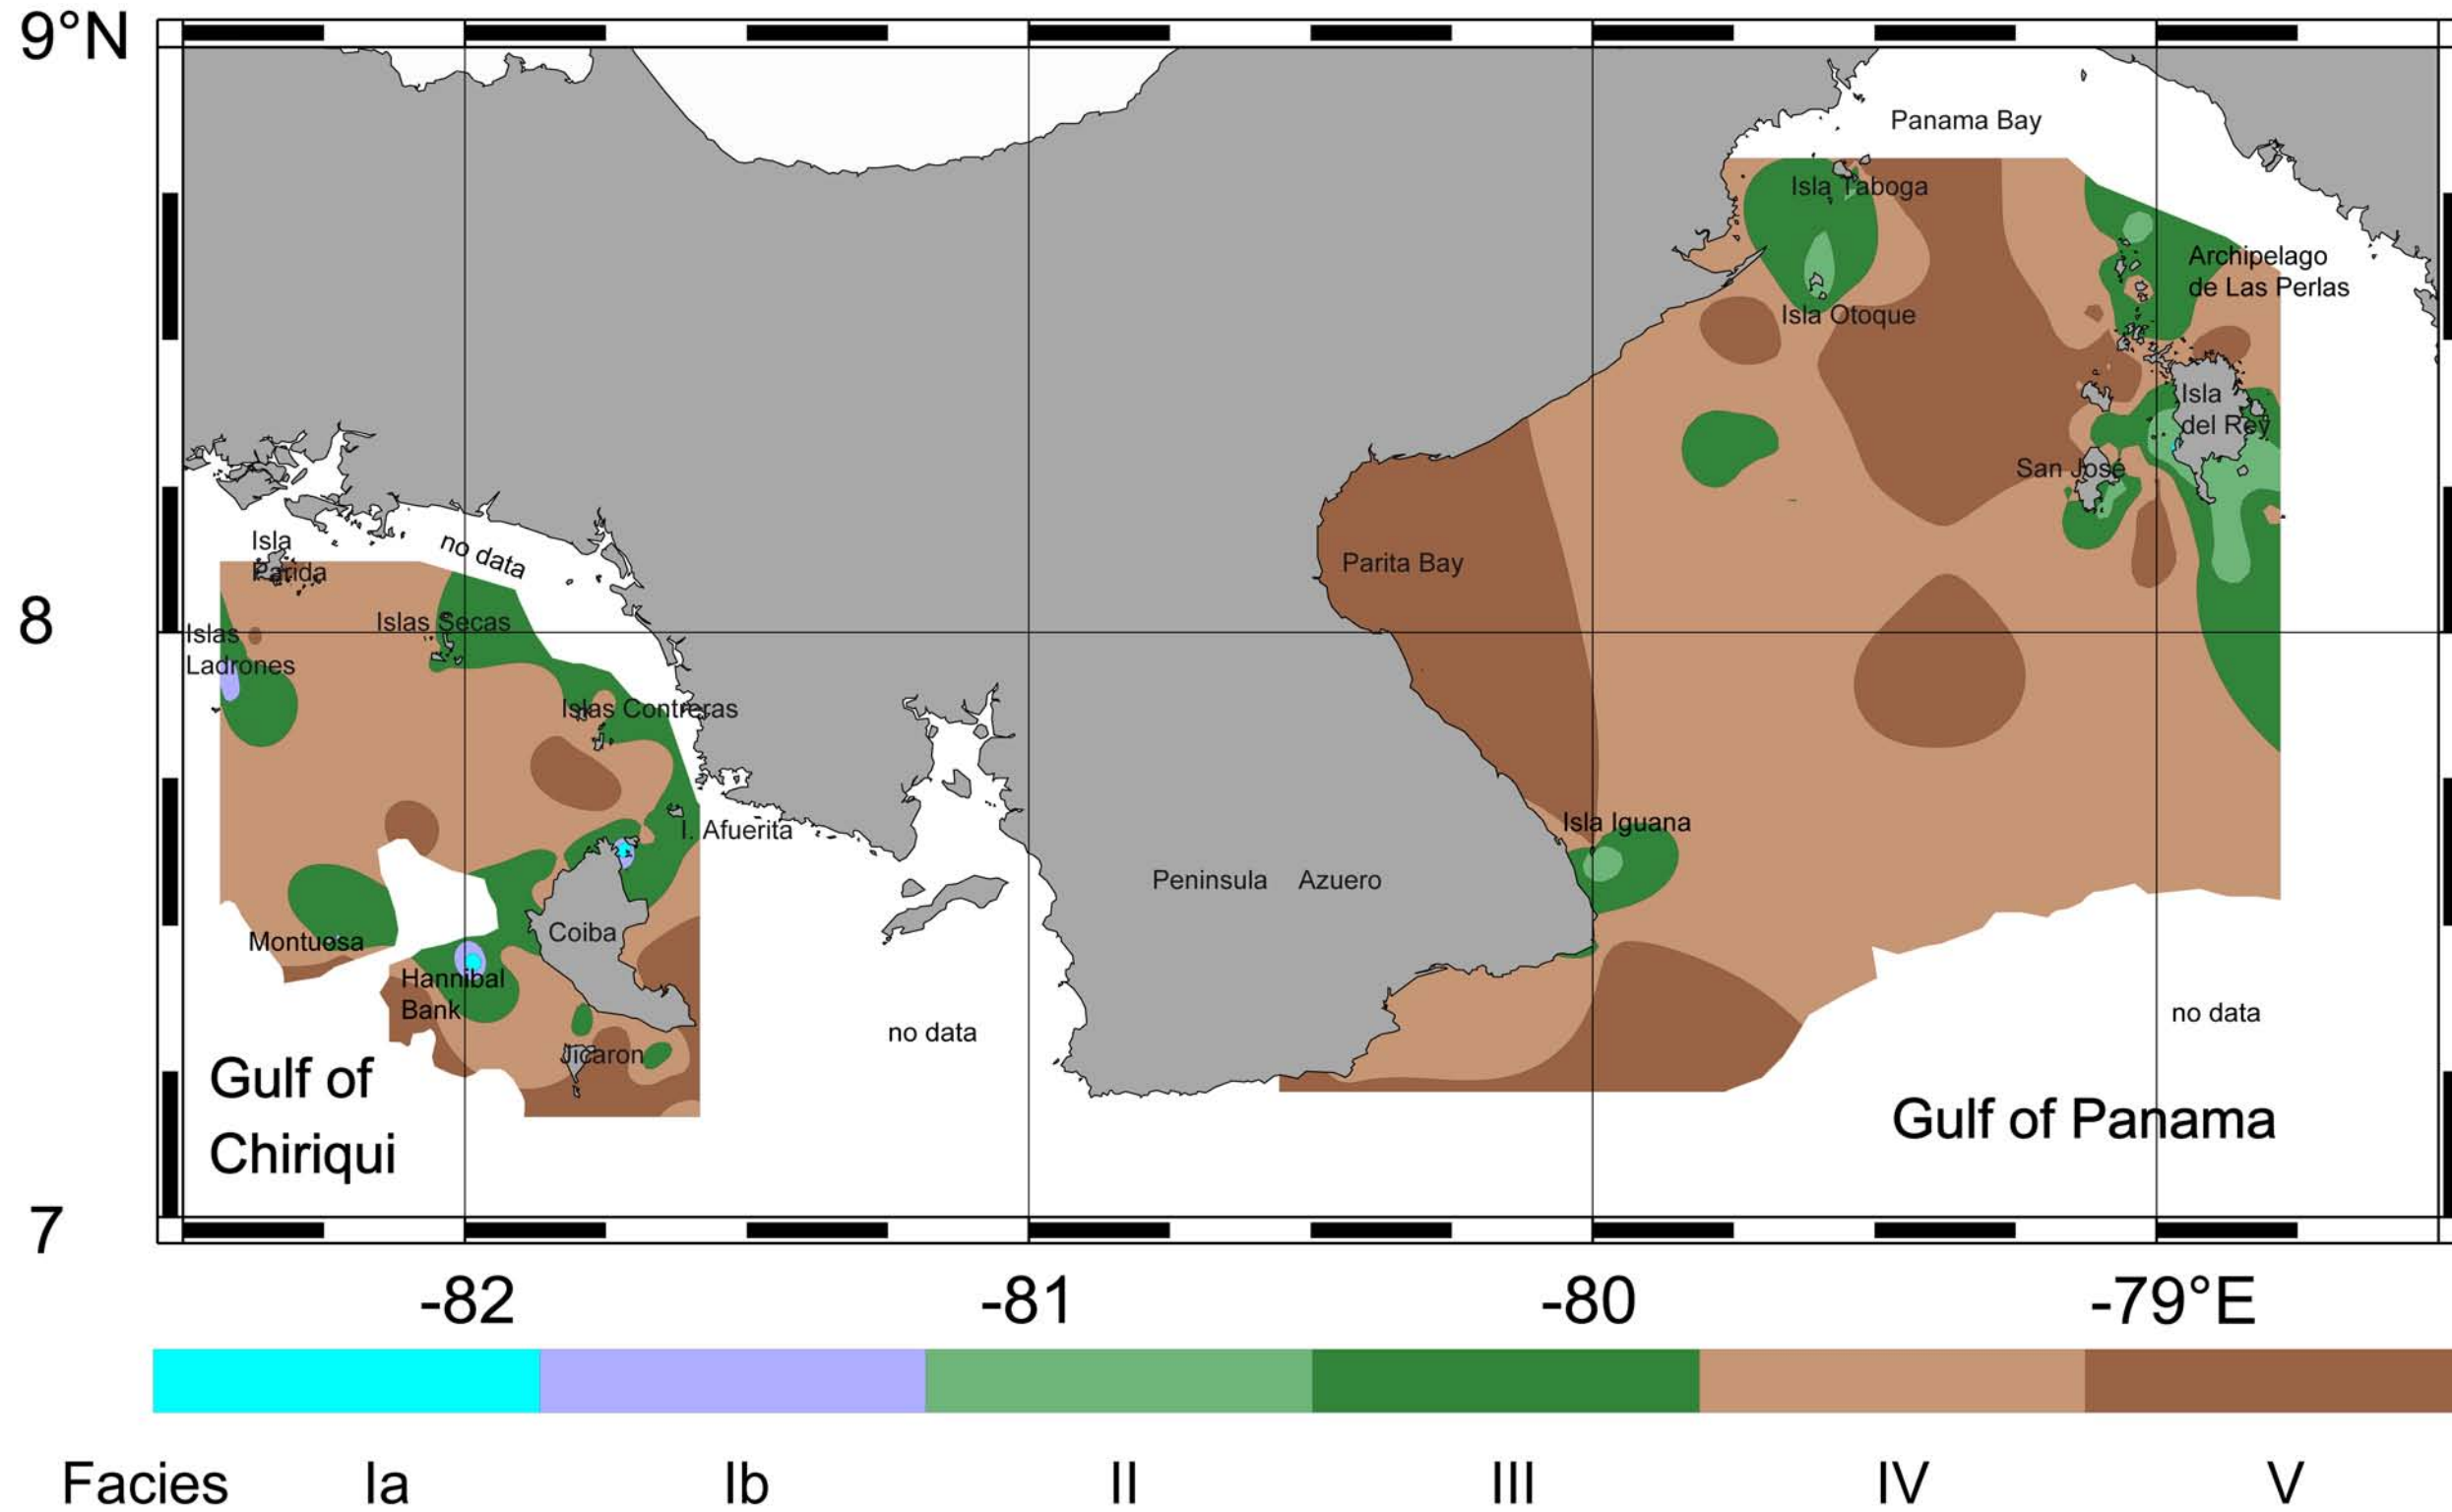 9°N
Panama Bay
Isla Taboga
Archipelago
de Las Perlas
Isla Otoque
Isla
del Rey
San José
Isla
Parida
no data
Parita Bay
8
Islas Secas
Islas
Ladrones
Islas Contreras
I. Afuerita
Isla Iguana
Peninsula Azuero
Coiba
Montuosa
Hannibal
Bank
no data
no data
Jicaron
Gulf of
Chiriqui
Gulf of Panama
7
-82 -81 -80 -79°E
Facies Ia Ib II III IV V